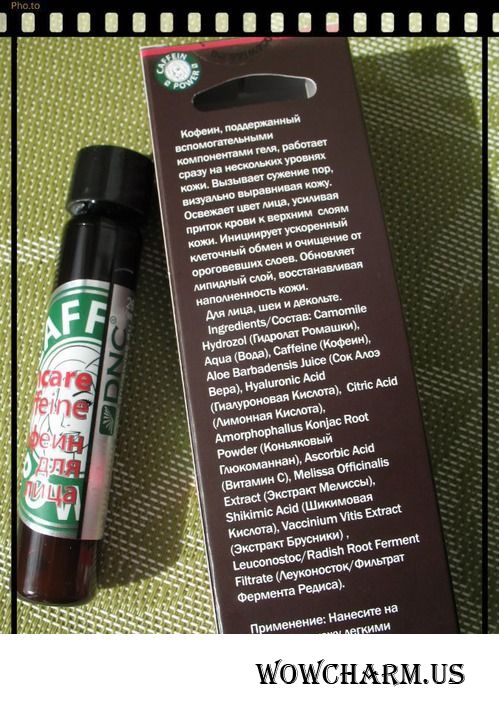 Pho.to
CAFFEIN
POWER
Кофеин, поддержанный
вспомогательными
компонентами геля, работает
сразу на нескольких уровнях
кожи. Вызывает сужение пор,
визуально выравнивая кожу.
Освежает цвет лица, усиливая
приток крови к верхним слоям
кожи. Инициирует ускоренный
клеточный обмен и очищение от
ороговевших слоев. Обновляет
липидный слой, восстанавливая
наполненность кожи.
Для лица, шеи и декольте.
Ingredients/Состав: Camomile
Hydrozol (Гидролат Ромашки),
Aqua (Вода), Caffeine (Кофеин),
Aloe Barbadensis Juice (Сок Алоэ
Вера), Hyaluronic Acid
(Гиалуроновая Кислота), Citric Acid
(Лимонная Кислота),
Amorphophallus Konjac Root
Powder (Коньяковый
Глюкоманнан), Ascorbic Acid
(Витамин С), Melissa Officinalis
Extract (Экстракт Мелиссы),
Shikimic Acid (Шикимовая
Кислота), Vaccinium Vitis Extract
(Экстракт Брусники) ,
Leuconostoc/Radish Root Ferment
Filtrate (Леуконосток/Фильтрат
Фермента Редиса).
Применение: Нанесите на
легкими
AFF
care
feine
феин
для
лица
OW
DNC®
WOWCHARM.US